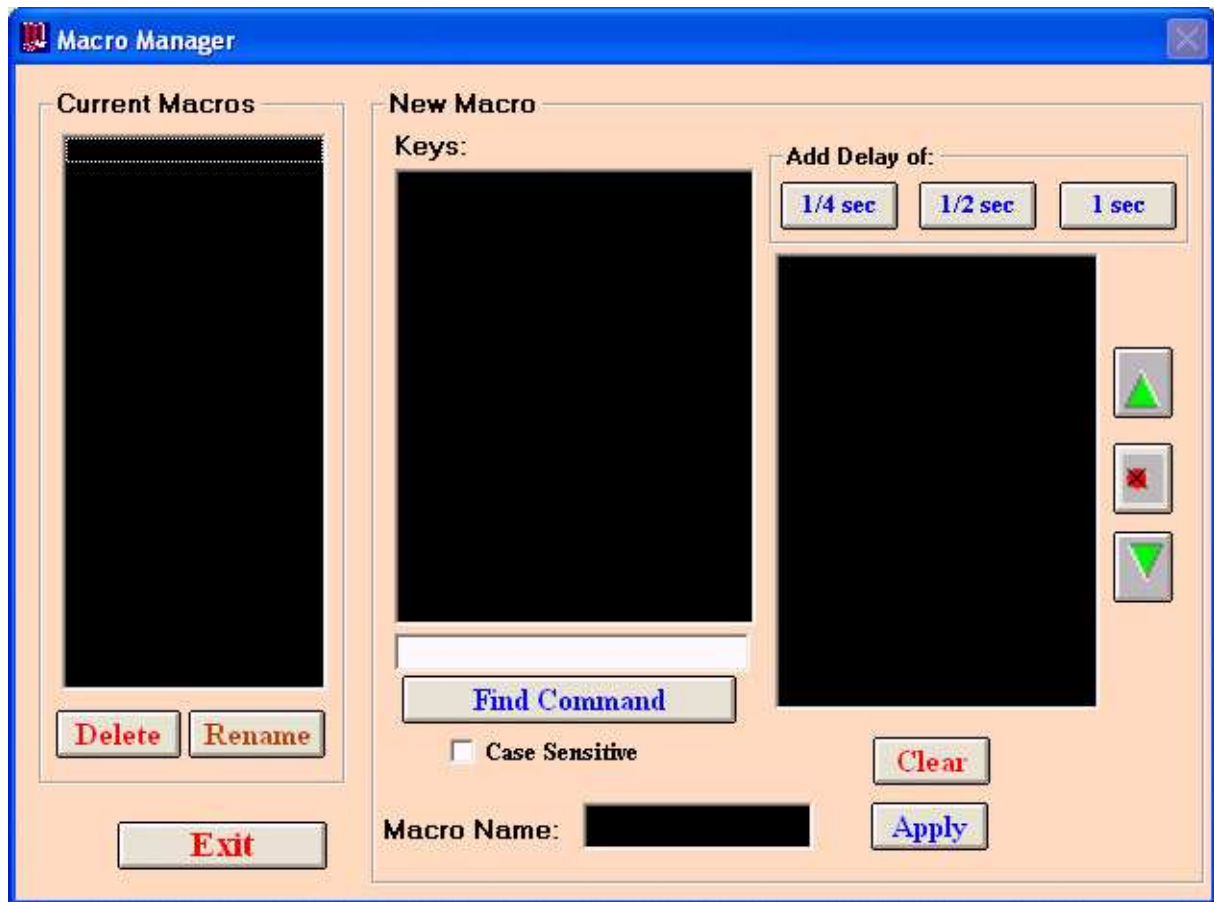 Macro Manager
Current Macros
Delete
Rename
Exit
New Macro
Keys:
Find Command
Case Sensitive
Macro Name:
Add Delay of:
1/4 sec
1/2 sec
1 sec
Clear
Apply